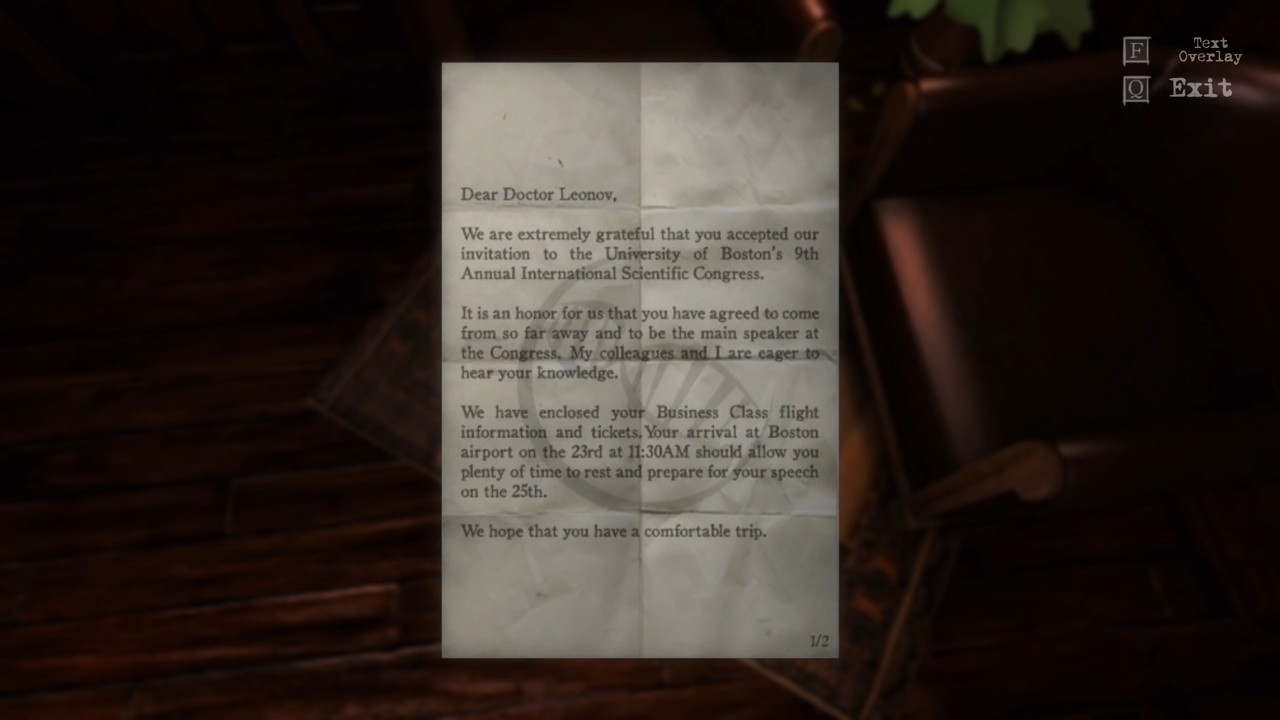 F Text
Overlay
Q Exit
Dear Doctor Leonov,
We are extremely grateful that you accepted our
invitation to the University of Boston's 9th
Annual International Scientific Congress.
It is an honor for us that you have agreed to come
from so far away and to be the main speaker at
the Congress. My colleagues and I are eager to
hear your knowledge.
We have enclosed your Business Class flight
information and tickets. Your arrival at Boston
airport on the 23rd at 11:30AM should allow you
plenty of time to rest and prepare for your speech
on the 25th.
We hope that you have a comfortable trip.
1/2